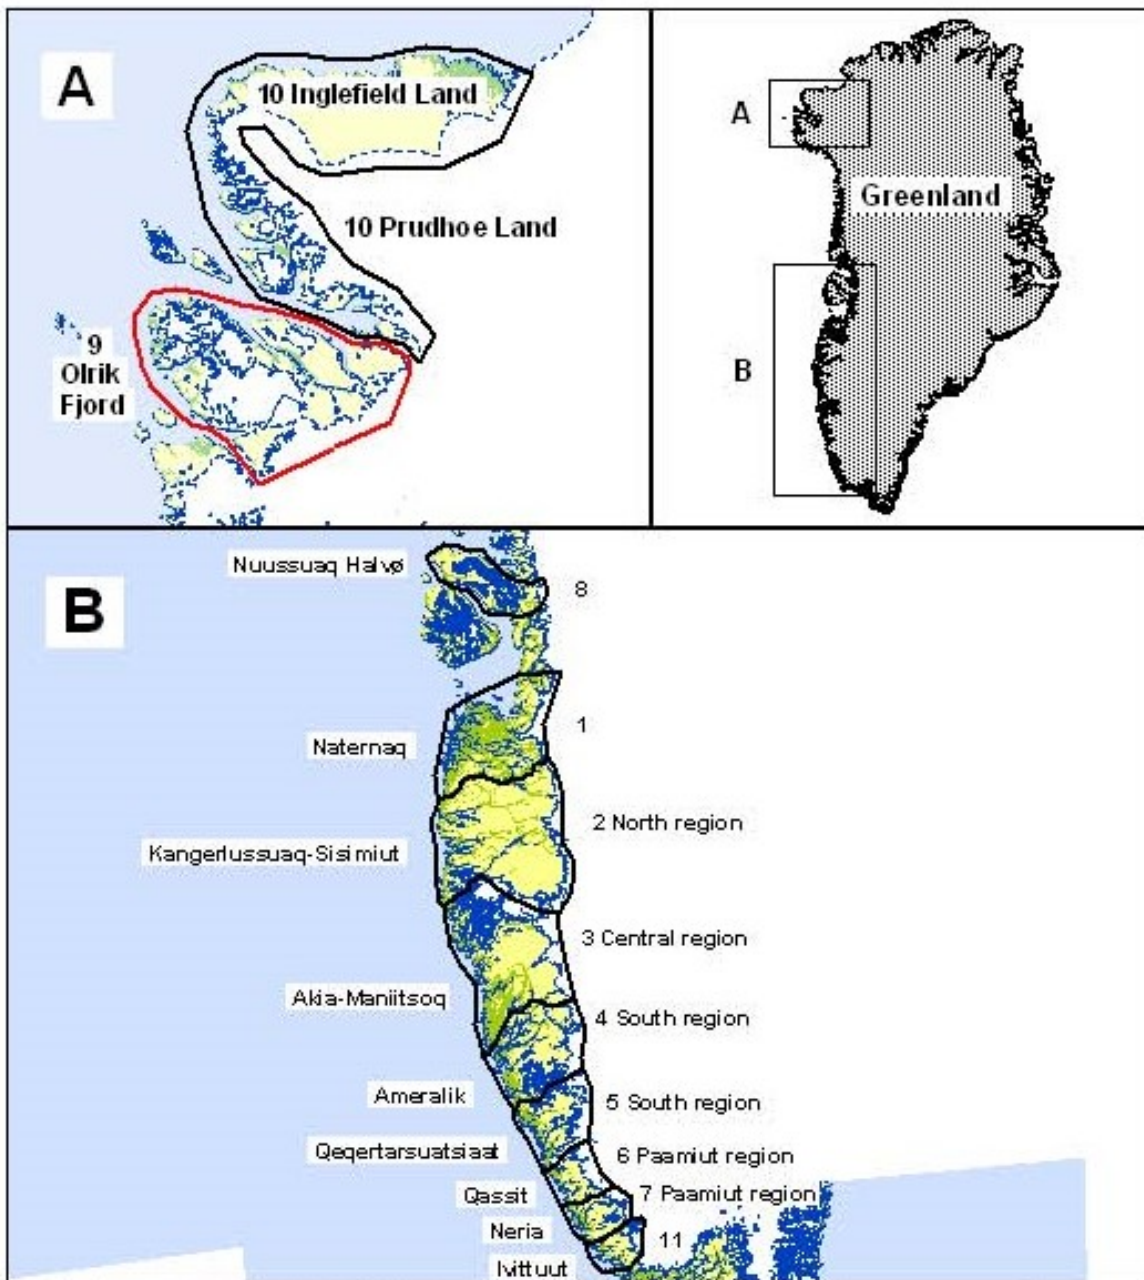 A
10 Inglefield Land
10 Prudhoe Land
9
Olrik
Fjord
A
Greenland
B
B
Nuussuaq Halvø
8
1
Naternaq
2 North region
Kangerlussuaq-Sisimiut
3 Central region
Akia-Maniitsoq
4 South region
Ameralik
5 South region
Qeqertarsuatsiaat
6 Paamiut region
Qassit
7 Paamiut region
Neria
11
Ivittuut